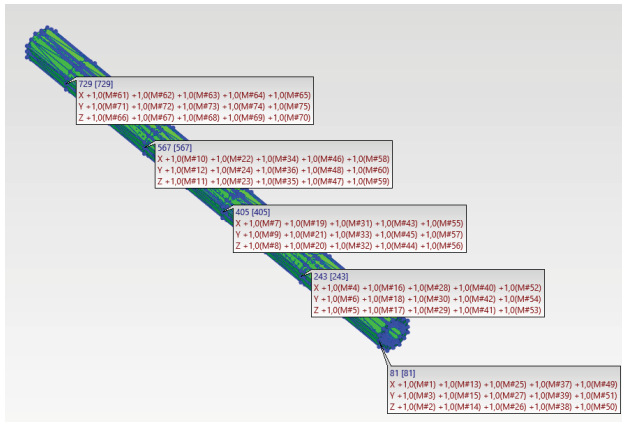 729 [729]
X +1,0(M#61) +1,0(M#62) +1,0(M#63) +1,0(M#64) +1,0(M#65)
Y +1,0(M#71) +1,0(M#72) +1,0(M#73) +1,0(M#74) +1,0(M#75)
Z +1,0(M#66) +1,0(M#67) +1,0(M#68) +1,0(M#69) +1,0(M#70)
567 [567]
X +1,0(M#10) +1,0(M#22) +1,0(M#34) +1,0(M#46) +1,0(M#58)
Y +1,0(M#12) +1,0(M#24) +1,0(M#36) +1,0(M#48) +1,0(M#60)
Z +1,0(M#11) +1,0(M#23) +1,0(M#35) +1,0(M#47) +1,0(M#59)
405 [405]
X +1,0(M#7) +1,0(M#19) +1,0(M#31) +1,0(M#43) +1,0(M#55)
Y +1,0(M#9) +1,0(M#21) +1,0(M#33) +1,0(M#45) +1,0(M#57)
Z +1,0(M#8) +1,0(M#20) +1,0(M#32) +1,0(M#44) +1,0(M#56)
243 [243]
X +1,0(M#4) +1,0(M#16) +1,0(M#28) +1,0(M#40) +1,0(M#52)
Y +1,0(M#6) +1,0(M#18) +1,0(M#30) +1,0(M#42) +1,0(M#54)
Z +1,0(M#5) +1,0(M#17) +1,0(M#29) +1,0(M#41) +1,0(M#53)
81 [81]
X +1,0(M#1) +1,0(M#13) +1,0(M#25) +1,0(M#37) +1,0(M#49)
Y +1,0(M#3) +1,0(M#15) +1,0(M#27) +1,0(M#39) +1,0(M#51)
Z +1,0(M#2) +1,0(M#14) +1,0(M#26) +1,0(M#38) +1,0(M#50)